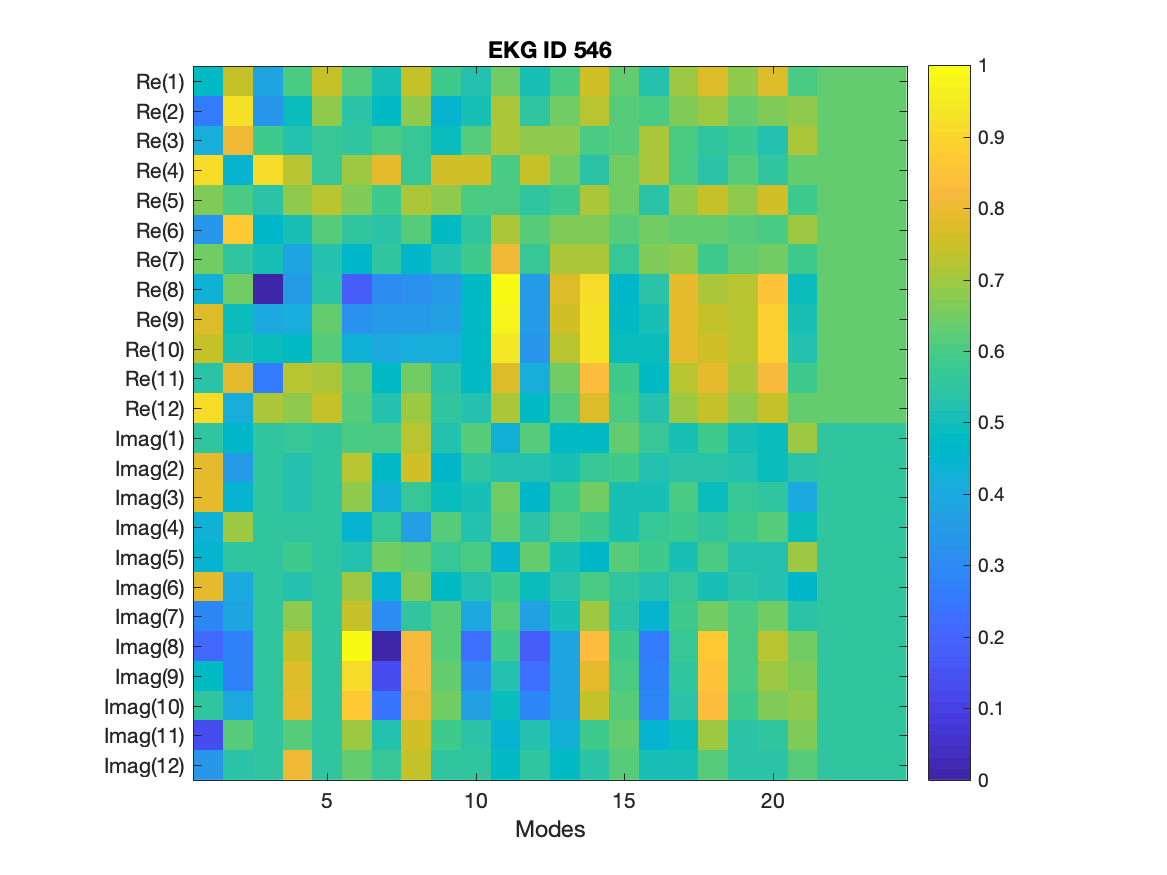 EKG ID 546
Re(1)
Re(2)
Re(3)
Re(4)
Re(5)
Re(6)
Re(7)
Re(8)
Re(9)
Re(10)
Re(11)
Re(12)
Imag(1)
Imag(2)
Imag(3)
Imag(4)
Imag(5)
Imag(6)
Imag(7)
Imag(8)
Imag(9)
Imag(10)
Imag(11)
Imag(12)
5 10 15 20
Modes
1
0.9
0.8
0.7
0.6
0.5
0.4
0.3
0.2
0.1
0